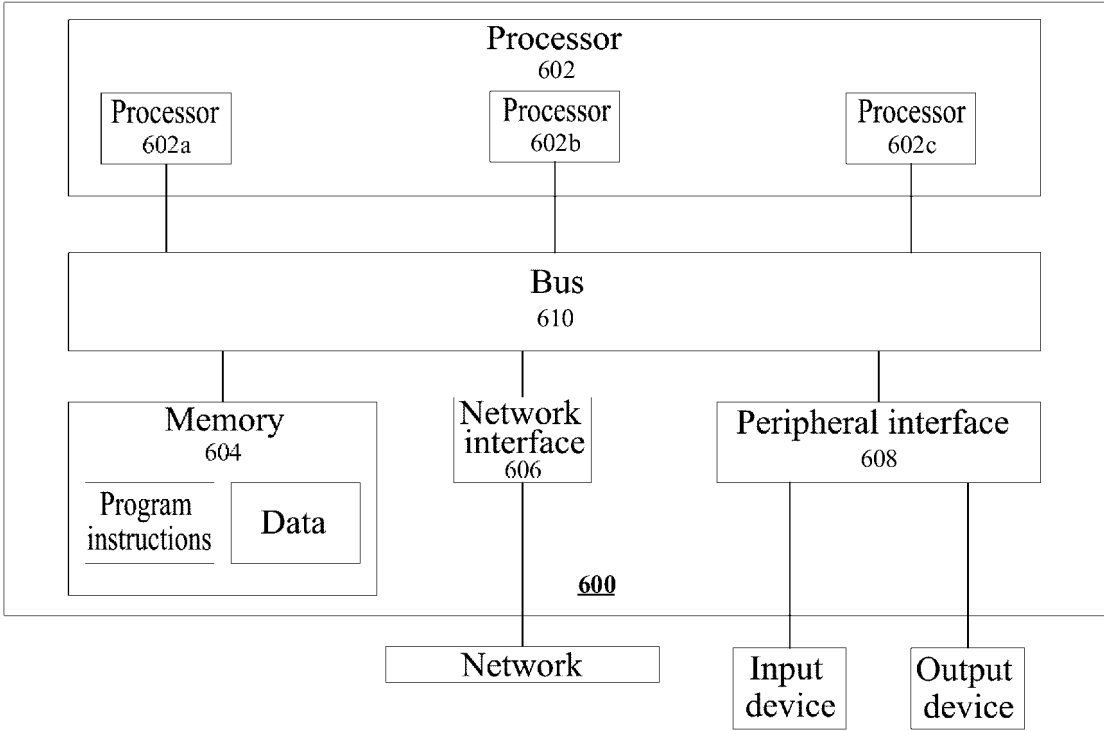 Processor
602
Processor
602a
Processor
602b
Processor
602c
Bus
610
Memory
604
Program
instructions
Data
Network
interface
606
Peripheral interface
608
600
Network
Input
device
Output
device